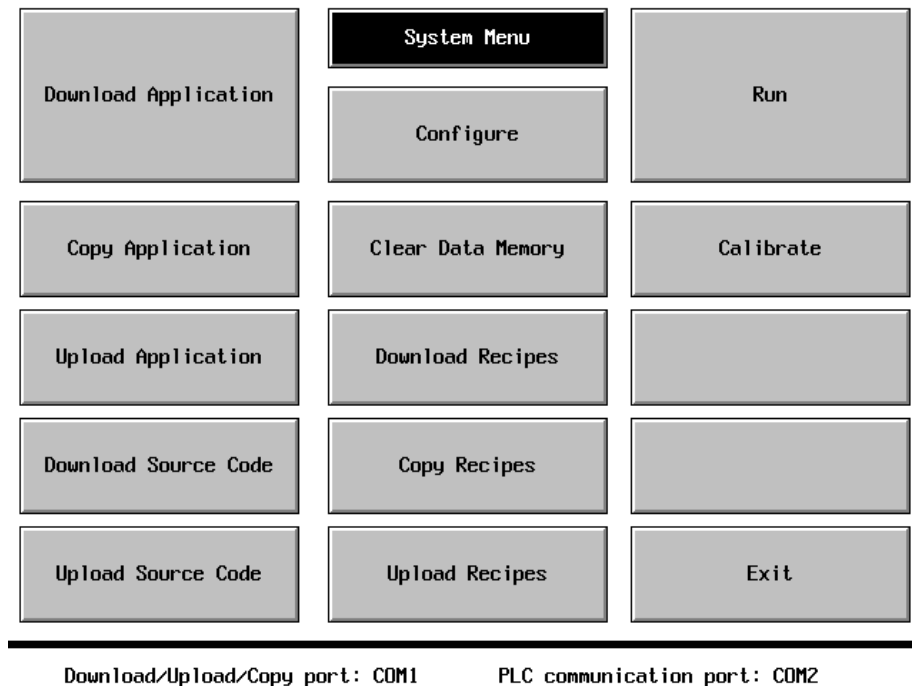 System Menu
Download Application
Run
Configure
Copy Application
Clear Data Memory
Calibrate
Upload Application
Download Recipes
Download Source Code
Copy Recipes
Upload Source Code
Upload Recipes
Exit
Download/Upload/Copy port: COM1
PLC communication port: COM2